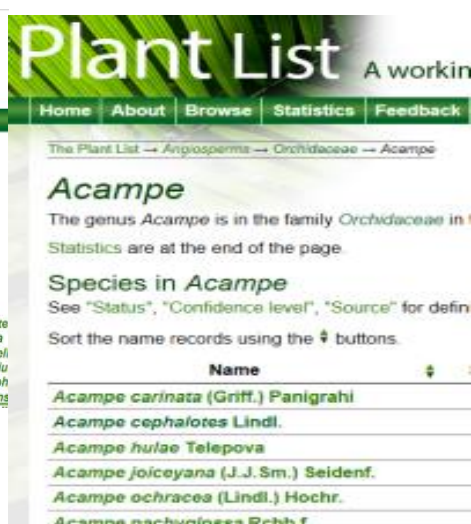 Plant List A workin
Home About Browse Statistics Feedback
The Plant List → Angiosperms → Orchidaceae → Acampe
Acampe
The genus Acampe is in the family Orchidaceae in
Statistics are at the end of the page.
Species in Acampe
See "Status", "Confidence level", "Source" for defin
Sort the name records using the buttons.
Name
Acampe carinata (Griff.) Panigrahi
Acampe cephalotes Lindl.
Acampe hulae Telepova
Acampe joiceyana (J.J.Sm.) Seidenf.
Acampe ochracea (Lindl.) Hochr.
Acampe pachyglossa Rchb.f.